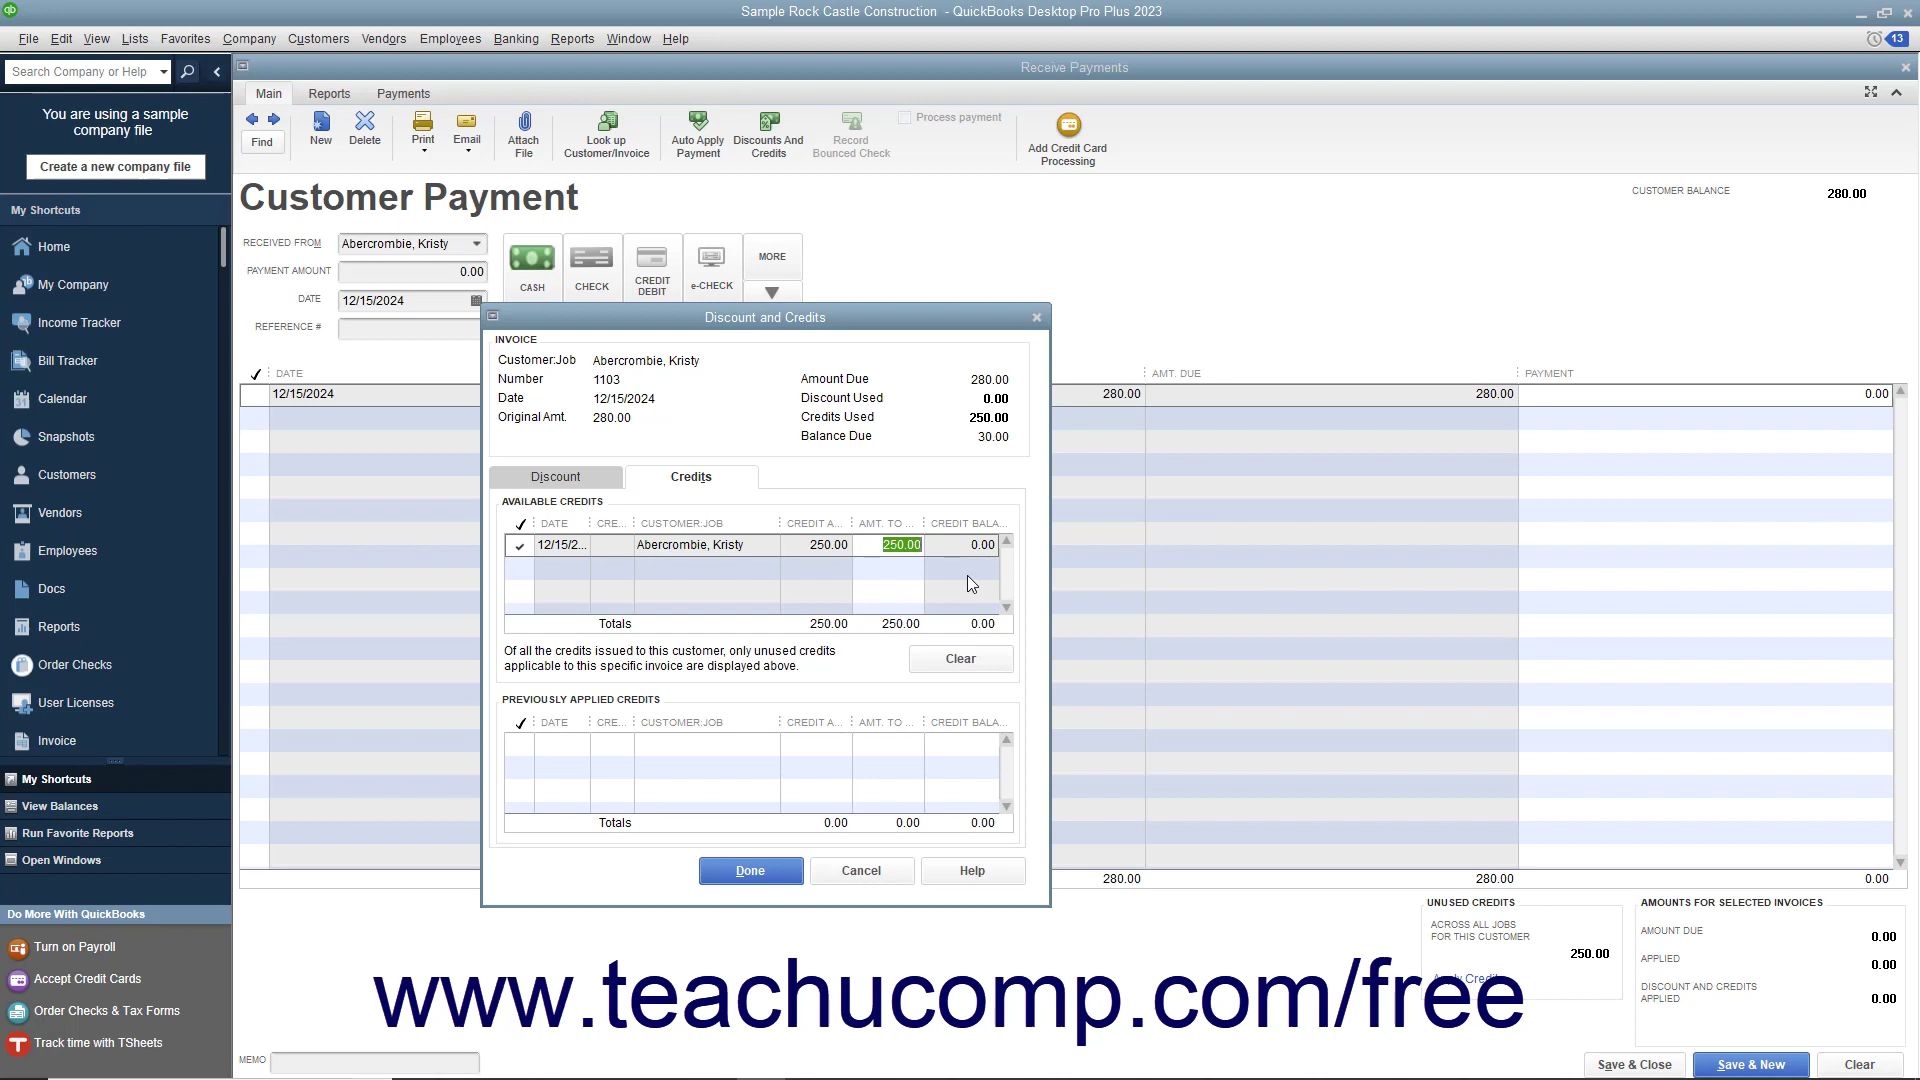 Sample Rock Castle Construction - QuickBooks Desktop Pro Plus 2023
File Edit View Lists Favorites Company Customers Vendors Employees Banking Reports Window Help
13
Search Company or Help
Receive Payments
You are using a sample
company file
Create a new company file
Main Reports Payments
Find
New
Delete
Print
Email
Attach
File
Look up
Customer/Invoice
Auto Apply
Payment
Discounts And
Credits
Record
Bounced Check
Process payment
Add Credit Card
Processing
My Shortcuts
Home
My Company
Income Tracker
Bill Tracker
Calendar
Snapshots
Customers
Vendors
Employees
Docs
Reports
Order Checks
User Licenses
Invoice
My Shortcuts
View Balances
Run Favorite Reports
Open Windows
Do More With QuickBooks
Turn on Payroll
Accept Credit Cards
Order Checks & Tax Forms
Track time with TSheets
Customer Payment
CUSTOMER BALANCE 280.00
RECEIVED FROM Abercrombie, Kristy
PAYMENT AMOUNT 0.00
DATE 12/15/2024
REFERENCE #
CASH
CHECK
CREDIT
DEBIT
e-CHECK
MORE
DATE AMT. DUE PAYMENT
12/15/2024 280.00 280.00 0.00
Discount and Credits
INVOICE
Customer:Job Abercrombie, Kristy
Number 1103 Amount Due 280.00
Date 12/15/2024 Discount Used 0.00
Original Amt. 280.00 Credits Used 250.00
Balance Due 30.00
Discount Credits
AVAILABLE CREDITS
DATE CRE... CUSTOMER:JOB CREDIT A... AMT. TO ... CREDIT BALA...
12/15/2... Abercrombie, Kristy 250.00 250.00 0.00
Totals 250.00 250.00 0.00
Of all the credits issued to this customer, only unused credits
applicable to this specific invoice are displayed above.
Clear
PREVIOUSLY APPLIED CREDITS
DATE CRE... CUSTOMER:JOB CREDIT A... AMT. TO ... CREDIT BALA...
Totals 0.00 0.00 0.00
Done Cancel Help
280.00 280.00 0.00
UNUSED CREDITS
ACROSS ALL JOBS
FOR THIS CUSTOMER
250.00
AMOUNTS FOR SELECTED INVOICES
AMOUNT DUE 0.00
APPLIED 0.00
DISCOUNT AND CREDITS
APPLIED 0.00
www.teachucomp.com/free
MEMO
Save & Close Save & New Clear